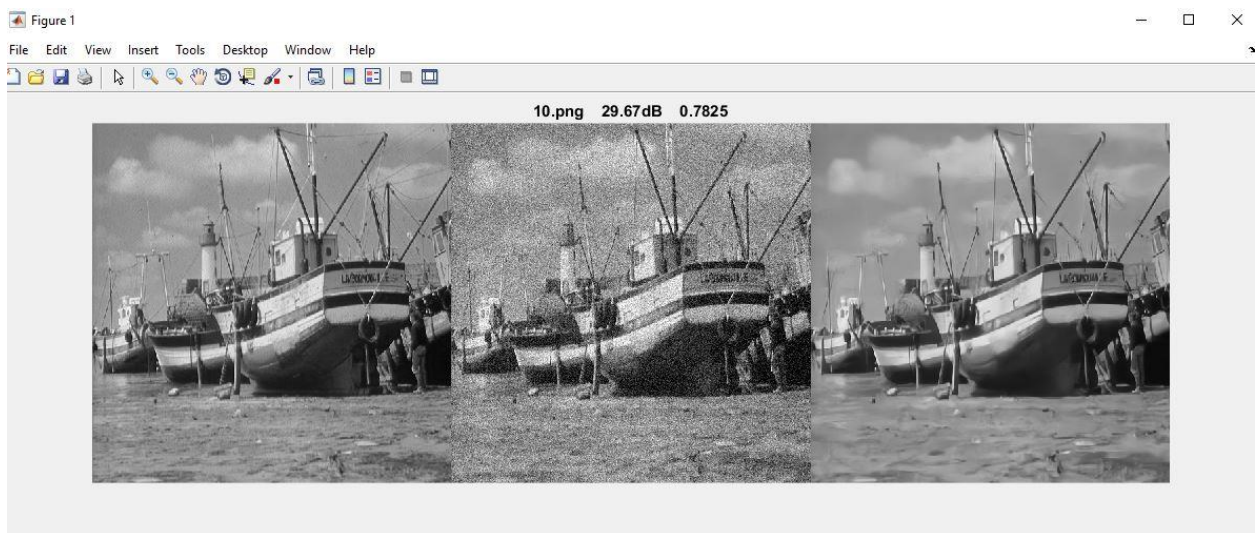 Figure 1
File Edit View Insert Tools Desktop Window Help
10.png 29.67dB 0.7825